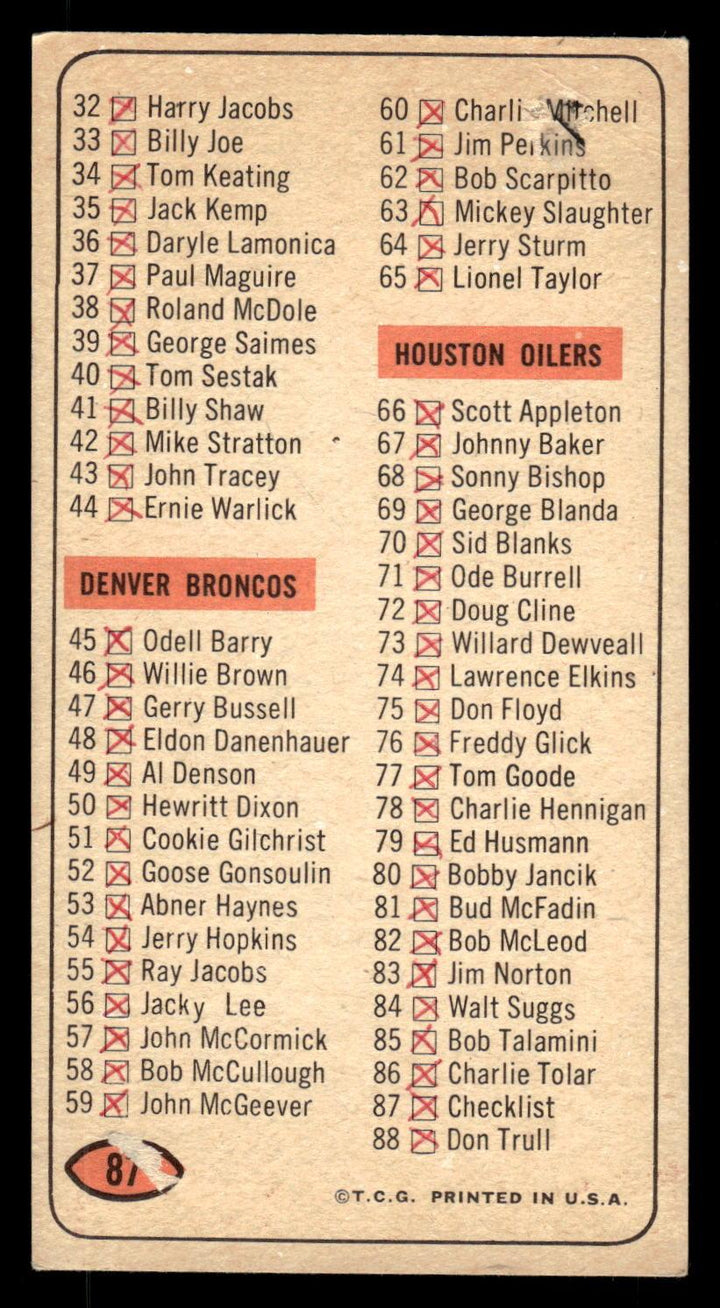 32 Harry Jacobs
33 Billy Joe
34 Tom Keating
35 Jack Kemp
36 Daryle Lamonica
37 Paul Maguire
38 Roland McDole
39 George Saimes
40 Tom Sestak
41 Billy Shaw
42 Mike Stratton
43 John Tracey
44 Ernie Warlick
DENVER BRONCOS
45 Odell Barry
46 Willie Brown
47 Gerry Bussell
48 Eldon Danenhauer
49 Al Denson
50 Hewritt Dixon
51 Cookie Gilchrist
52 Goose Gonsoulin
53 Abner Haynes
54 Jerry Hopkins
55 Ray Jacobs
56 Jacky Lee
57 John McCormick
58 Bob McCullough
59 John McGeever
87
60 Charli Mitchell
61 Jim Perkins
62 Bob Scarpitto
63 Mickey Slaughter
64 Jerry Sturm
65 Lionel Taylor
HOUSTON OILERS
66 Scott Appleton
67 Johnny Baker
68 Sonny Bishop
69 George Blanda
70 Sid Blanks
71 Ode Burrell
72 Doug Cline
73 Willard Dewveall
74 Lawrence Elkins
75 Don Floyd
76 Freddy Glick
77 Tom Goode
78 Charlie Hennigan
79 Ed Husmann
80 Bobby Jancik
81 Bud McFadin
82 Bob McLeod
83 Jim Norton
84 Walt Suggs
85 Bob Talamini
86 Charlie Tolar
87 Checklist
88 Don Trull
©T.C.G. PRINTED IN U.S.A.